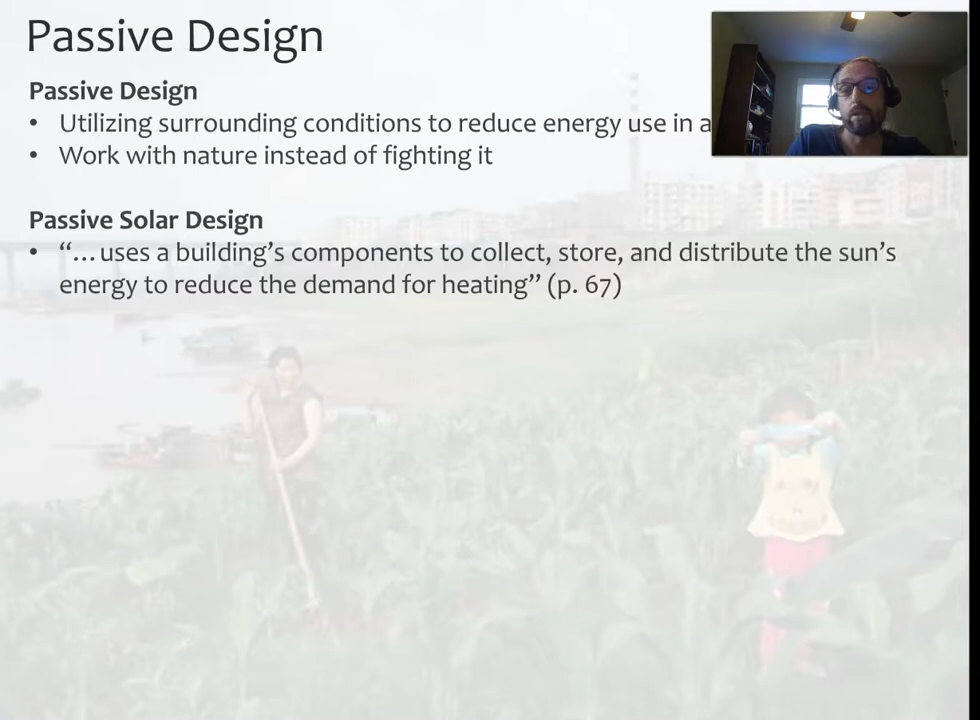 Passive Design
Passive Design
• Utilizing surrounding conditions to reduce energy use in a
• Work with nature instead of fighting it
Passive Solar Design
• “…uses a building’s components to collect, store, and distribute the sun’s
energy to reduce the demand for heating” (p. 67)